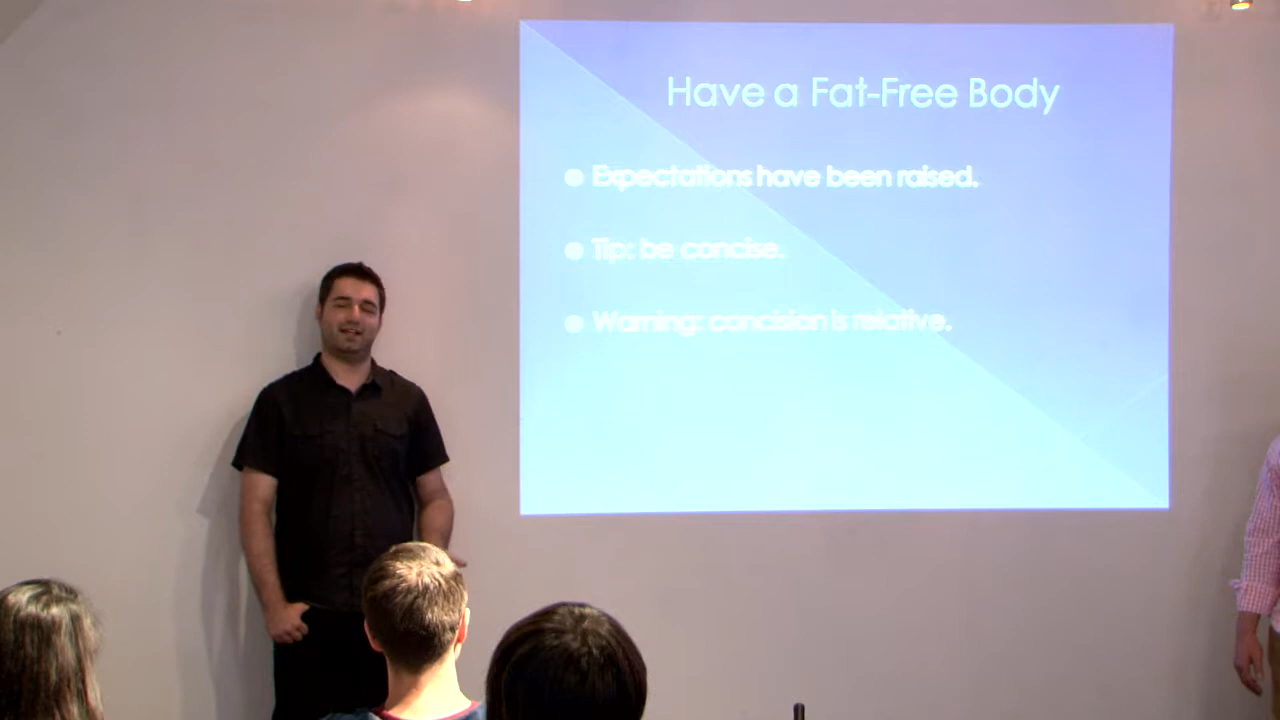 Have a Fat-Free Body
Expectations have been raised.
Tip: be concise.
Warning: concision is relative.